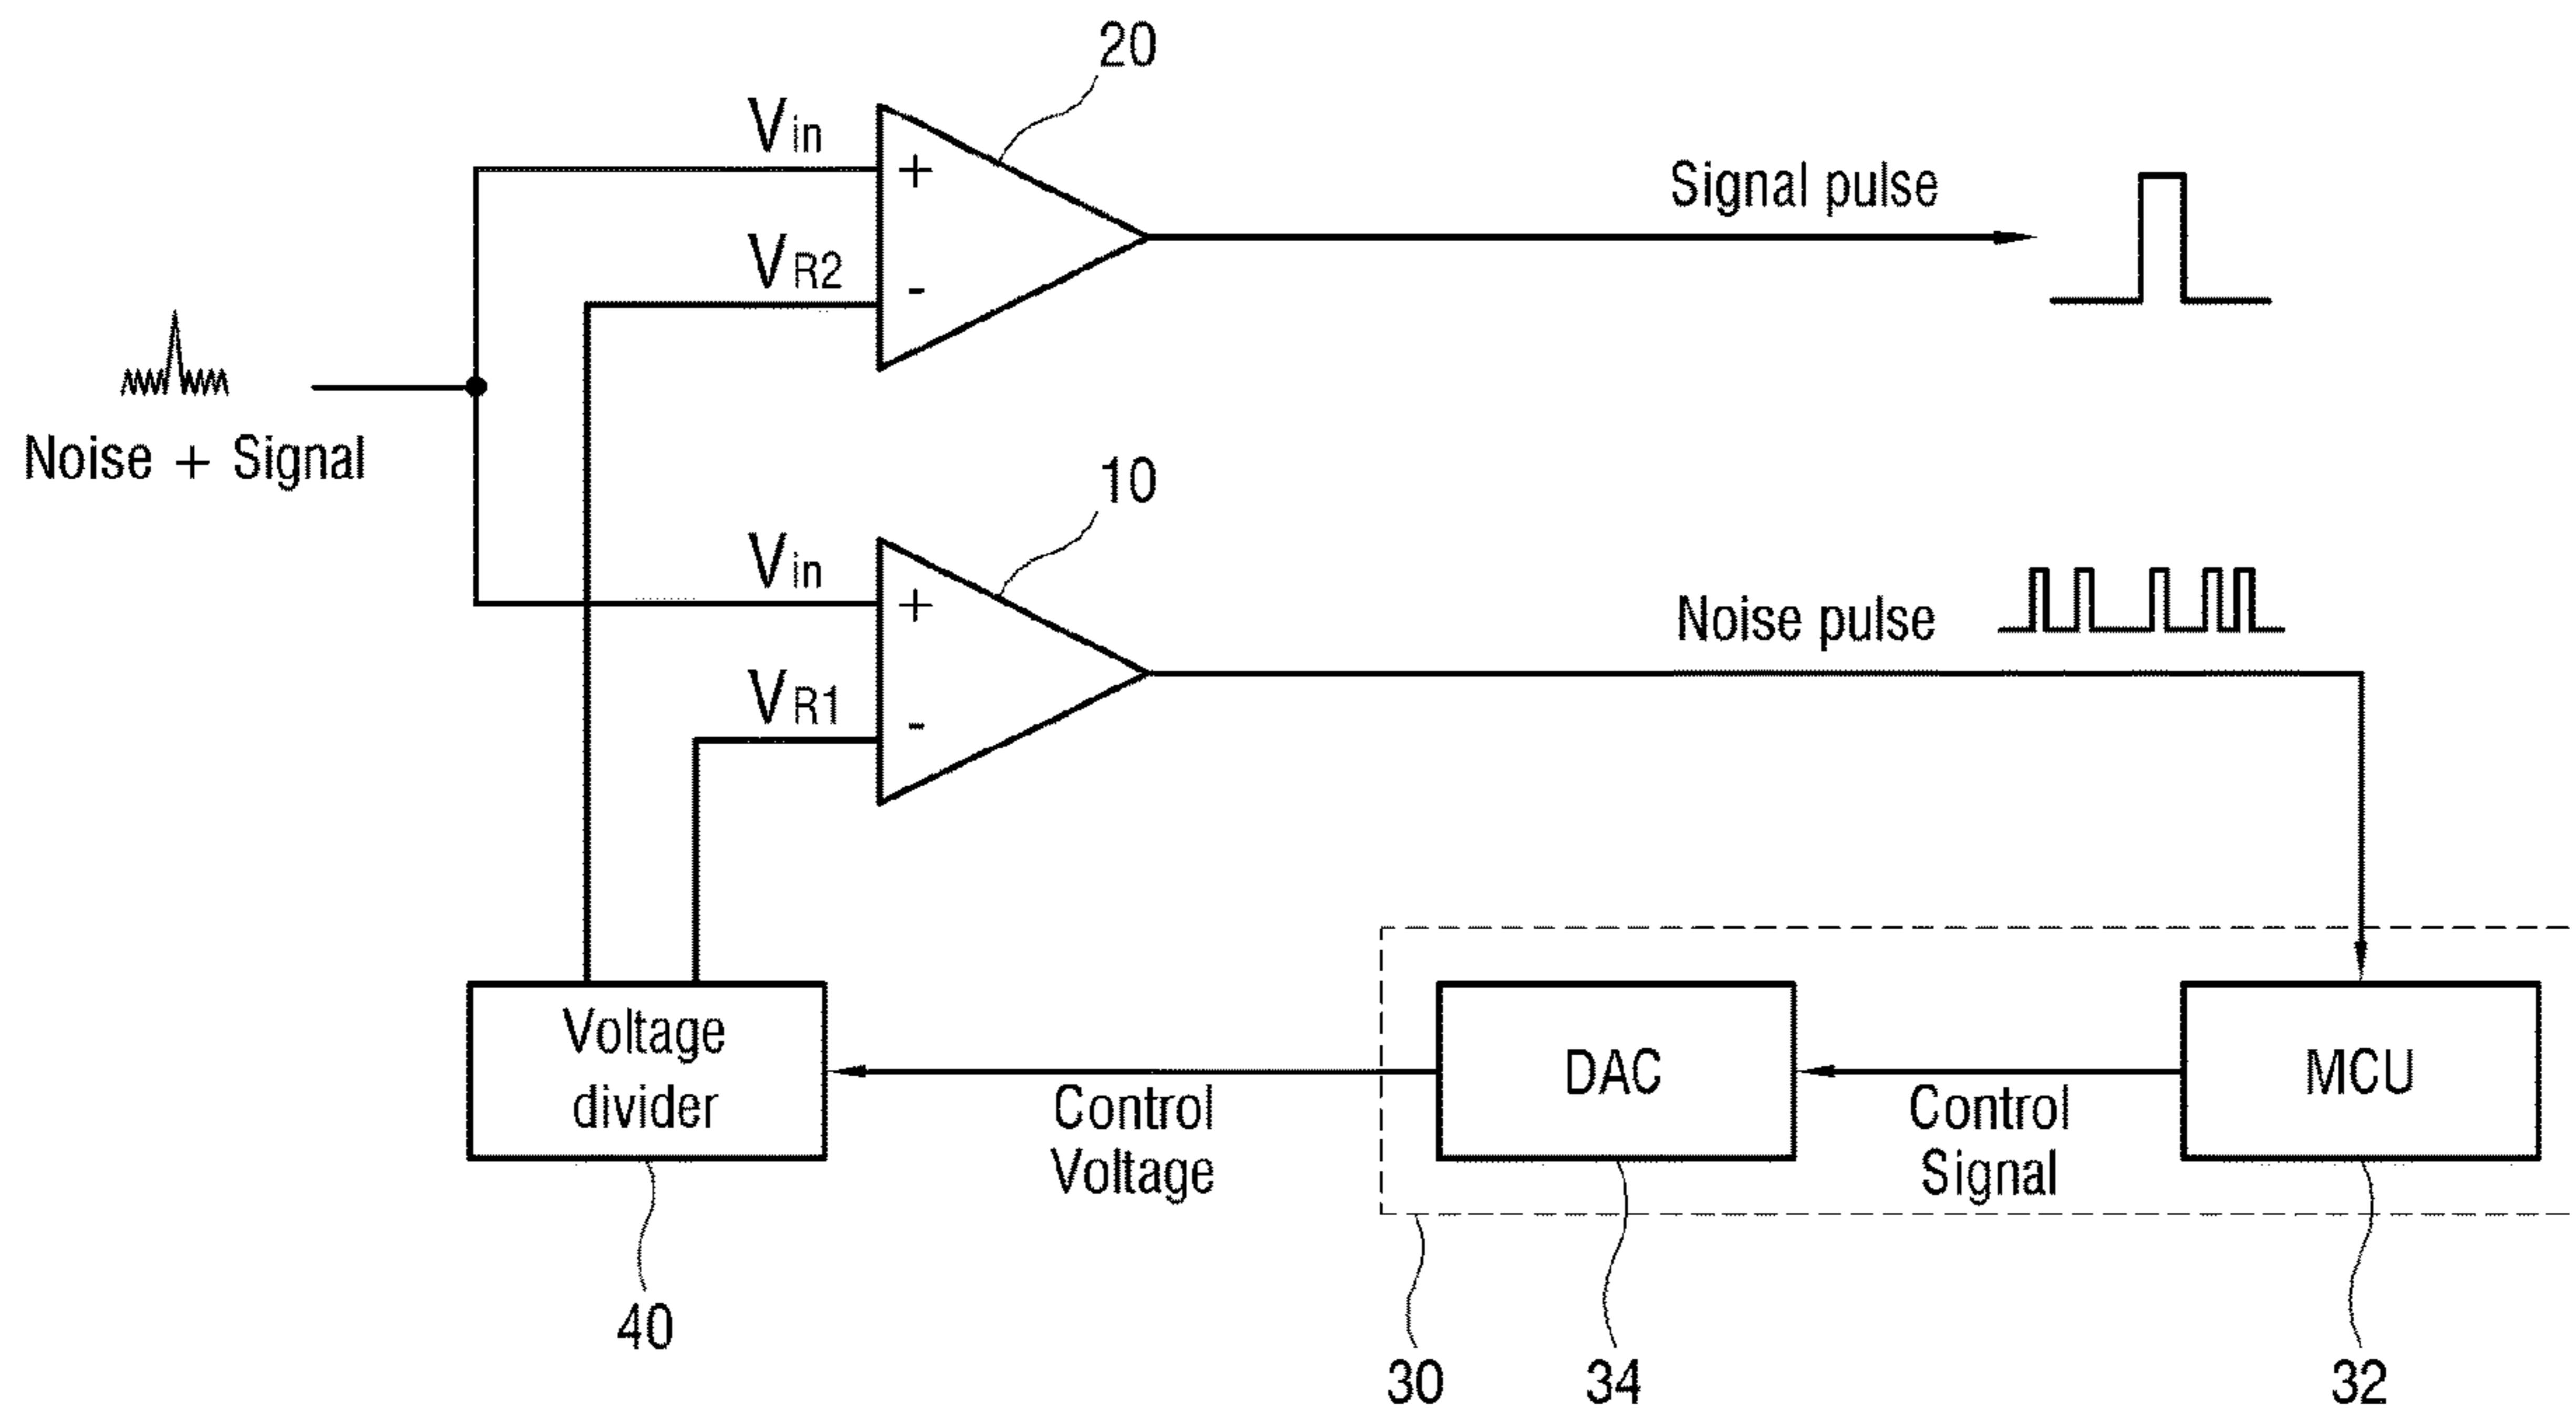 20
Vin
+
VR2
-
Signal pulse
Noise + Signal
10
Vin
+
VR1
-
Noise pulse
Voltage
divider
Control
Voltage
DAC
Control
Signal
MCU
40
30
34
32